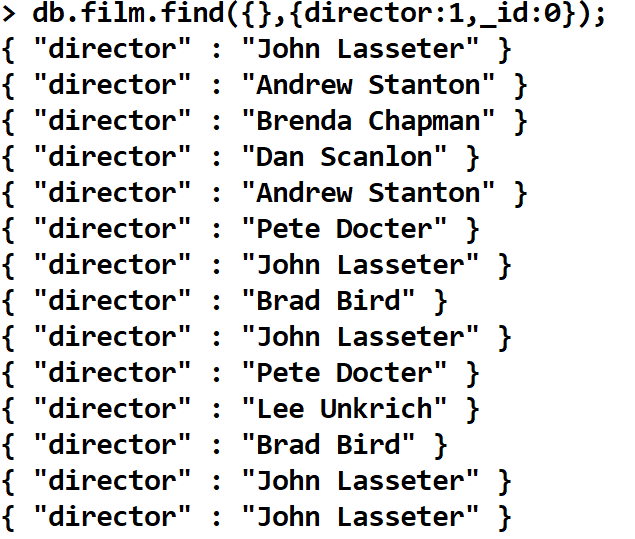 > db.film.find({},{director:1,_id:0});
{ "director" : "John Lasseter" }
{ "director" : "Andrew Stanton" }
{ "director" : "Brenda Chapman" }
{ "director" : "Dan Scanlon" }
{ "director" : "Andrew Stanton" }
{ "director" : "Pete Docter" }
{ "director" : "John Lasseter" }
{ "director" : "Brad Bird" }
{ "director" : "John Lasseter" }
{ "director" : "Pete Docter" }
{ "director" : "Lee Unkrich" }
{ "director" : "Brad Bird" }
{ "director" : "John Lasseter" }
{ "director" : "John Lasseter" }